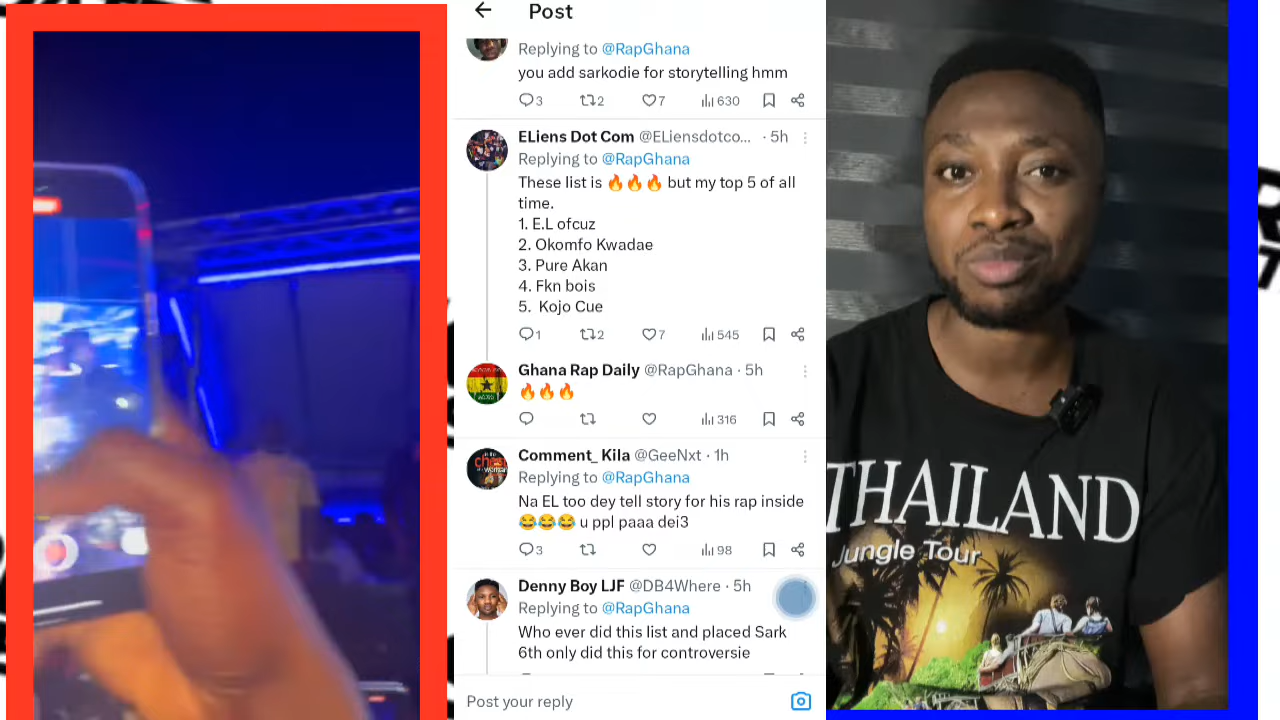 Post
Replying to @RapGhana
you add sarkodie for storytelling hmm
3 2 7 630
ELiens Dot Com @ELiensdotco... · 5h
Replying to @RapGhana
These list is 🔥🔥🔥 but my top 5 of all
time.
1. E.L ofcuz
2. Okomfo Kwadae
3. Pure Akan
4. Fkn bois
5. Kojo Cue
1 2 7 545
Ghana Rap Daily @RapGhana · 5h
🔥🔥🔥
316
Comment_ Kila @GeeNxt · 1h
Replying to @RapGhana
Na EL too dey tell story for his rap inside
😂😂😂 u ppl paaa dei3
3 98
Denny Boy LJF @DB4Where · 5h
Replying to @RapGhana
Who ever did this list and placed Sark
6th only did this for controversie
Post your reply
THAILAND
Jungle Tour